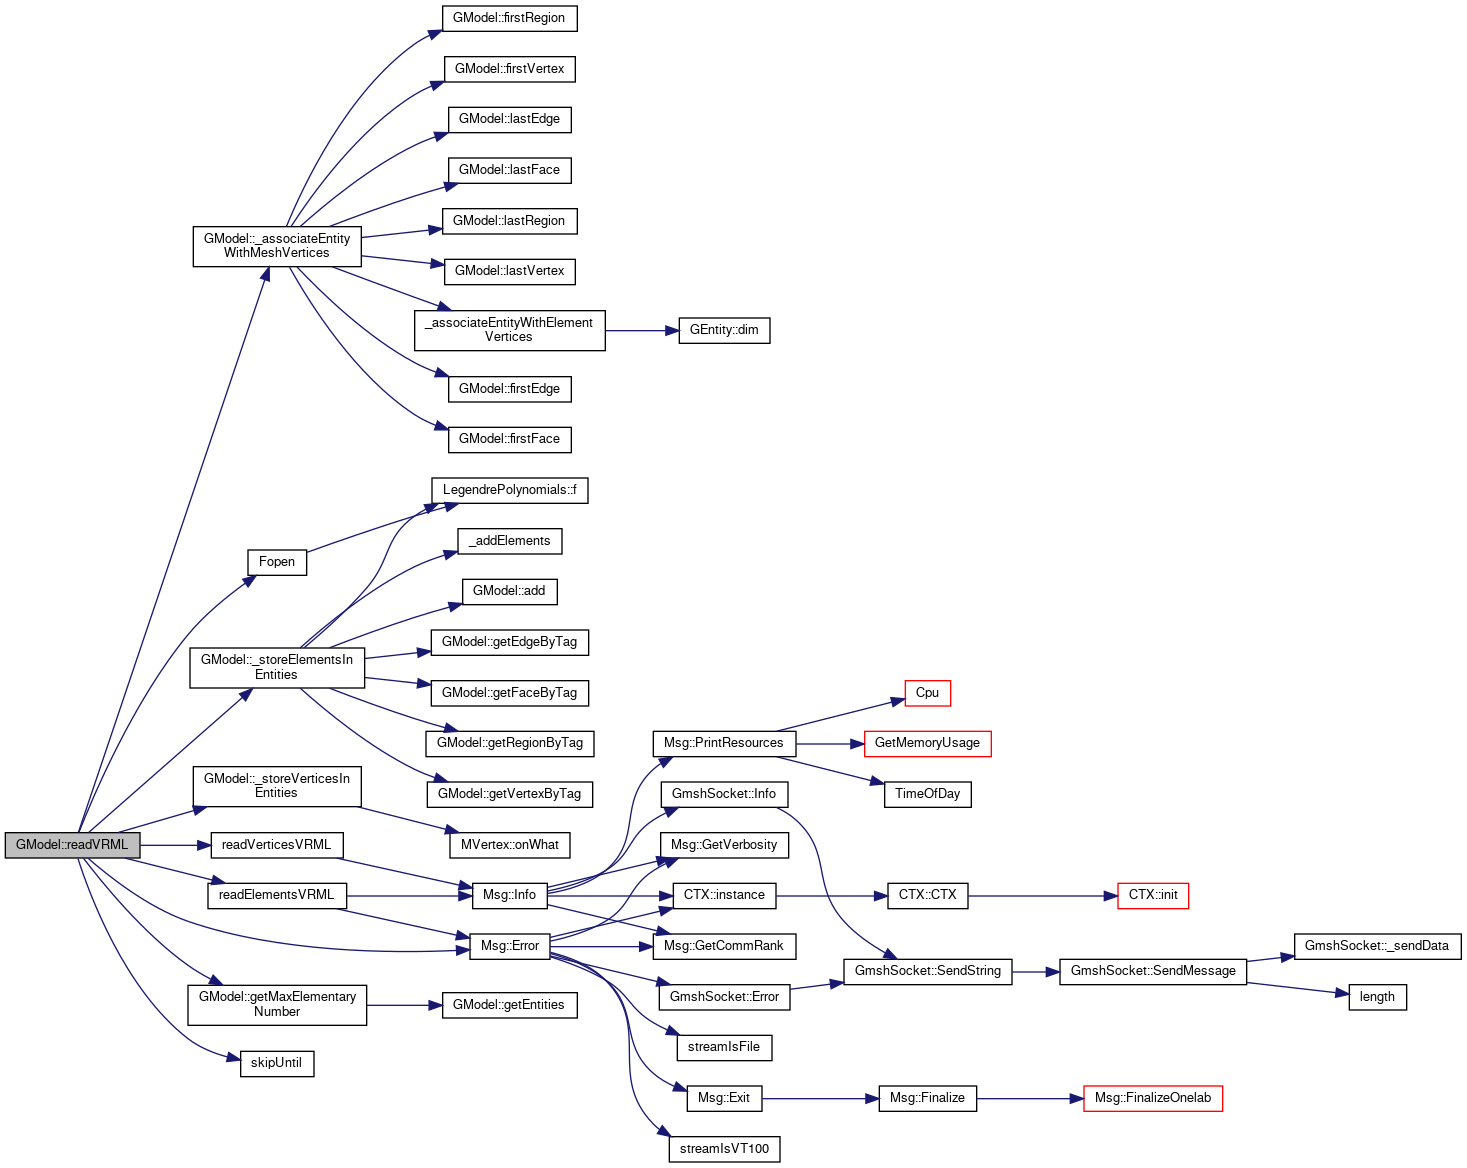 GModel::firstRegion
GModel::firstVertex
GModel::lastEdge
GModel::lastFace
GModel::lastRegion
GModel::_associateEntity
WithMeshVertices
GModel::lastVertex
_associateEntityWithElement
Vertices
GEntity::dim
GModel::firstEdge
GModel::firstFace
LegendrePolynomials::f
_addElements
Fopen
GModel::add
GModel::getEdgeByTag
GModel::_storeElementsIn
Entities
GModel::getFaceByTag
Cpu
GModel::getRegionByTag
Msg::PrintResources
GetMemoryUsage
GModel::_storeVerticesIn
Entities
GModel::getVertexByTag
GmshSocket::Info
TimeOfDay
GModel::readVRML
readVerticesVRML
MVertex::onWhat
Msg::GetVerbosity
readElementsVRML
Msg::Info
CTX::instance
CTX::CTX
CTX::init
Msg::Error
Msg::GetCommRank
GmshSocket::_sendData
GmshSocket::SendString
GmshSocket::SendMessage
GModel::getMaxElementary
Number
GModel::getEntities
GmshSocket::Error
length
streamIsFile
skipUntil
Msg::Exit
Msg::Finalize
Msg::FinalizeOnelab
streamIsVT100